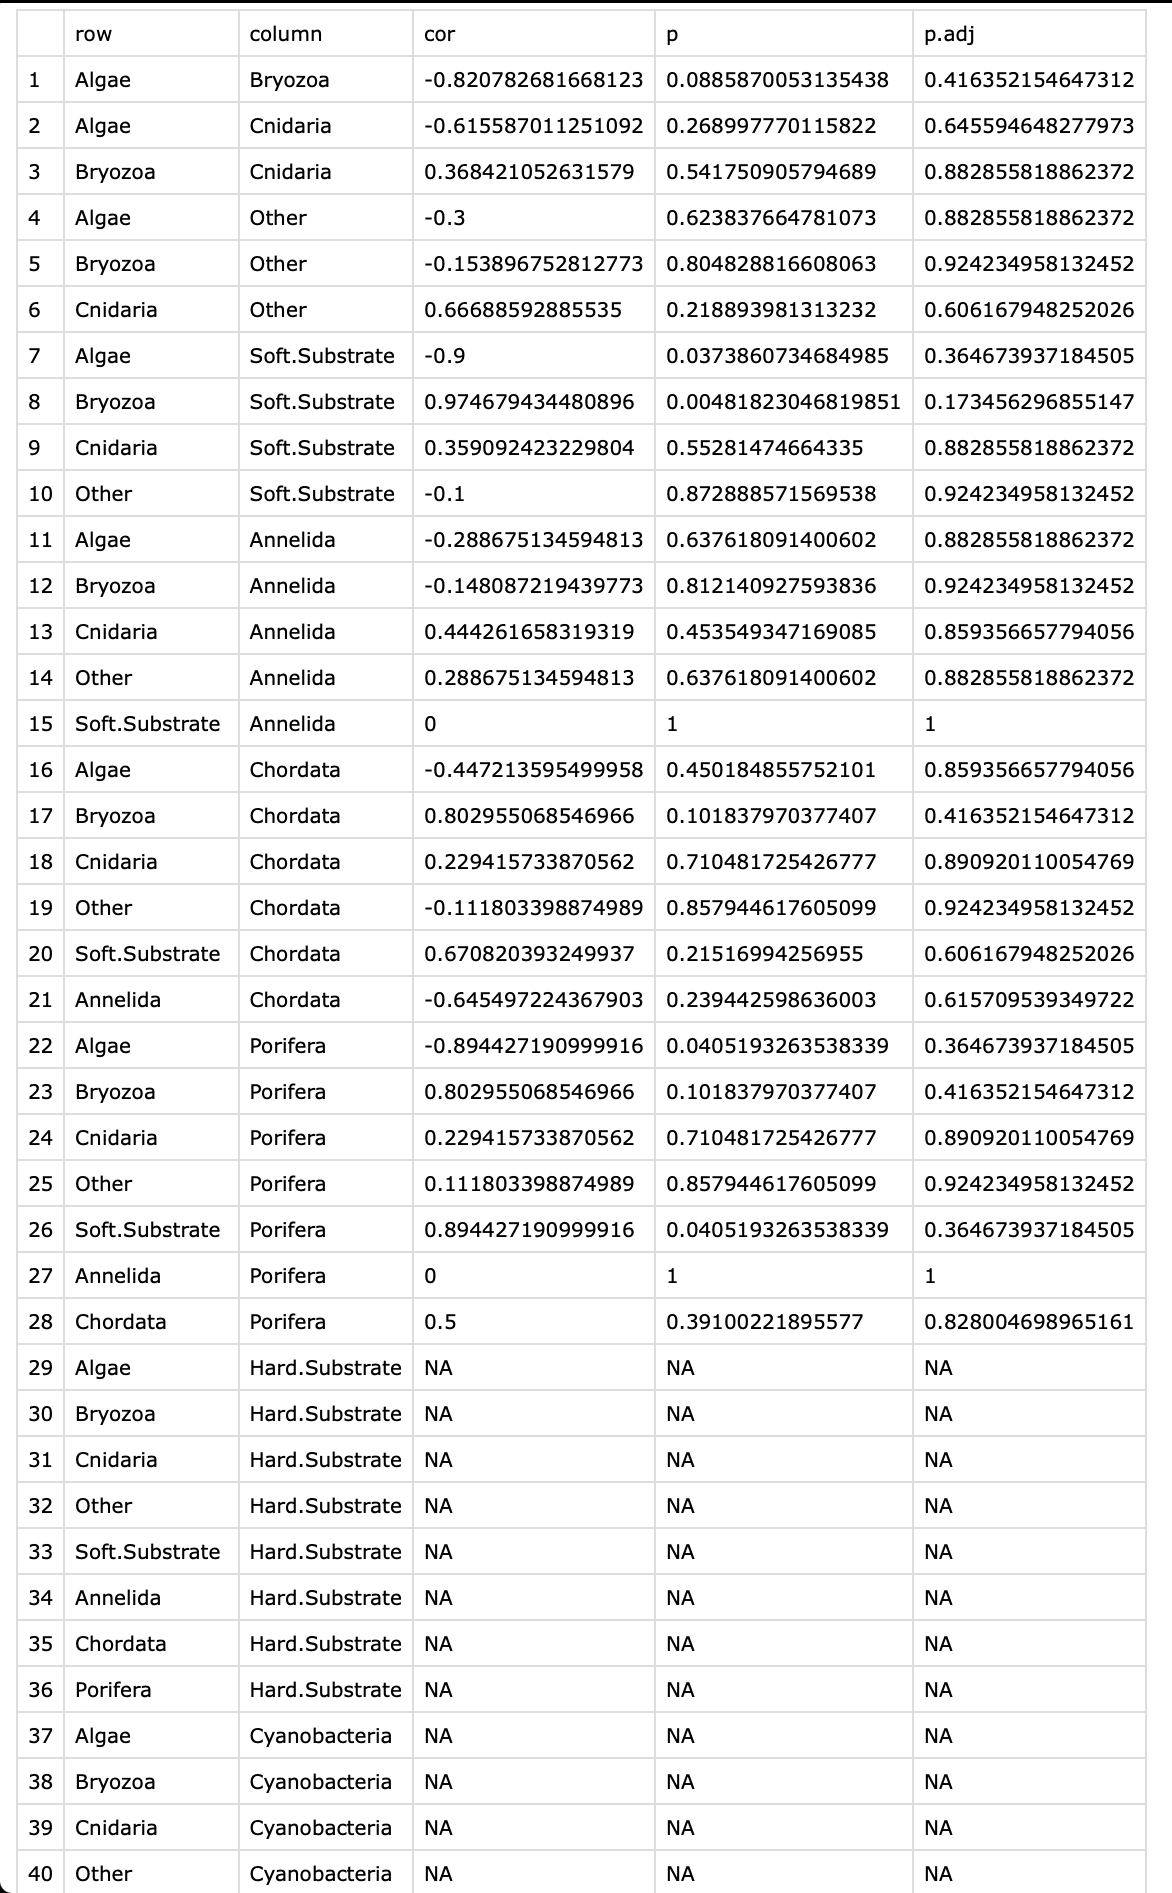 row column cor p p.adj
1 Algae Bryozoa -0.820782681668123 0.0885870053135438 0.416352154647312
2 Algae Cnidaria -0.615587011251092 0.268997770115822 0.645594648277973
3 Bryozoa Cnidaria 0.368421052631579 0.541750905794689 0.882855818862372
4 Algae Other -0.3 0.623837664781073 0.882855818862372
5 Bryozoa Other -0.153896752812773 0.804828816608063 0.924234958132452
6 Cnidaria Other 0.66688592885535 0.218893981313232 0.606167948252026
7 Algae Soft.Substrate -0.9 0.0373860734684985 0.364673937184505
8 Bryozoa Soft.Substrate 0.974679434480896 0.00481823046819851 0.173456296855147
9 Cnidaria Soft.Substrate 0.359092423229804 0.55281474664335 0.882855818862372
10 Other Soft.Substrate -0.1 0.872888571569538 0.924234958132452
11 Algae Annelida -0.288675134594813 0.637618091400602 0.882855818862372
12 Bryozoa Annelida -0.148087219439773 0.812140927593836 0.924234958132452
13 Cnidaria Annelida 0.444261658319319 0.453549347169085 0.859356657794056
14 Other Annelida 0.288675134594813 0.637618091400602 0.882855818862372
15 Soft.Substrate Annelida 0 1 1
16 Algae Chordata -0.447213595499958 0.450184855752101 0.859356657794056
17 Bryozoa Chordata 0.802955068546966 0.101837970377407 0.416352154647312
18 Cnidaria Chordata 0.229415733870562 0.710481725426777 0.890920110054769
19 Other Chordata -0.111803398874989 0.857944617605099 0.924234958132452
20 Soft.Substrate Chordata 0.670820393249937 0.21516994256955 0.606167948252026
21 Annelida Chordata -0.645497224367903 0.239442598636003 0.615709539349722
22 Algae Porifera -0.894427190999916 0.0405193263538339 0.364673937184505
23 Bryozoa Porifera 0.802955068546966 0.101837970377407 0.416352154647312
24 Cnidaria Porifera 0.229415733870562 0.710481725426777 0.890920110054769
25 Other Porifera 0.111803398874989 0.857944617605099 0.924234958132452
26 Soft.Substrate Porifera 0.894427190999916 0.0405193263538339 0.364673937184505
27 Annelida Porifera 0 1 1
28 Chordata Porifera 0.5 0.39100221895577 0.828004698965161
29 Algae Hard.Substrate NA NA NA
30 Bryozoa Hard.Substrate NA NA NA
31 Cnidaria Hard.Substrate NA NA NA
32 Other Hard.Substrate NA NA NA
33 Soft.Substrate Hard.Substrate NA NA NA
34 Annelida Hard.Substrate NA NA NA
35 Chordata Hard.Substrate NA NA NA
36 Porifera Hard.Substrate NA NA NA
37 Algae Cyanobacteria NA NA NA
38 Bryozoa Cyanobacteria NA NA NA
39 Cnidaria Cyanobacteria NA NA NA
40 Other Cyanobacteria NA NA NA